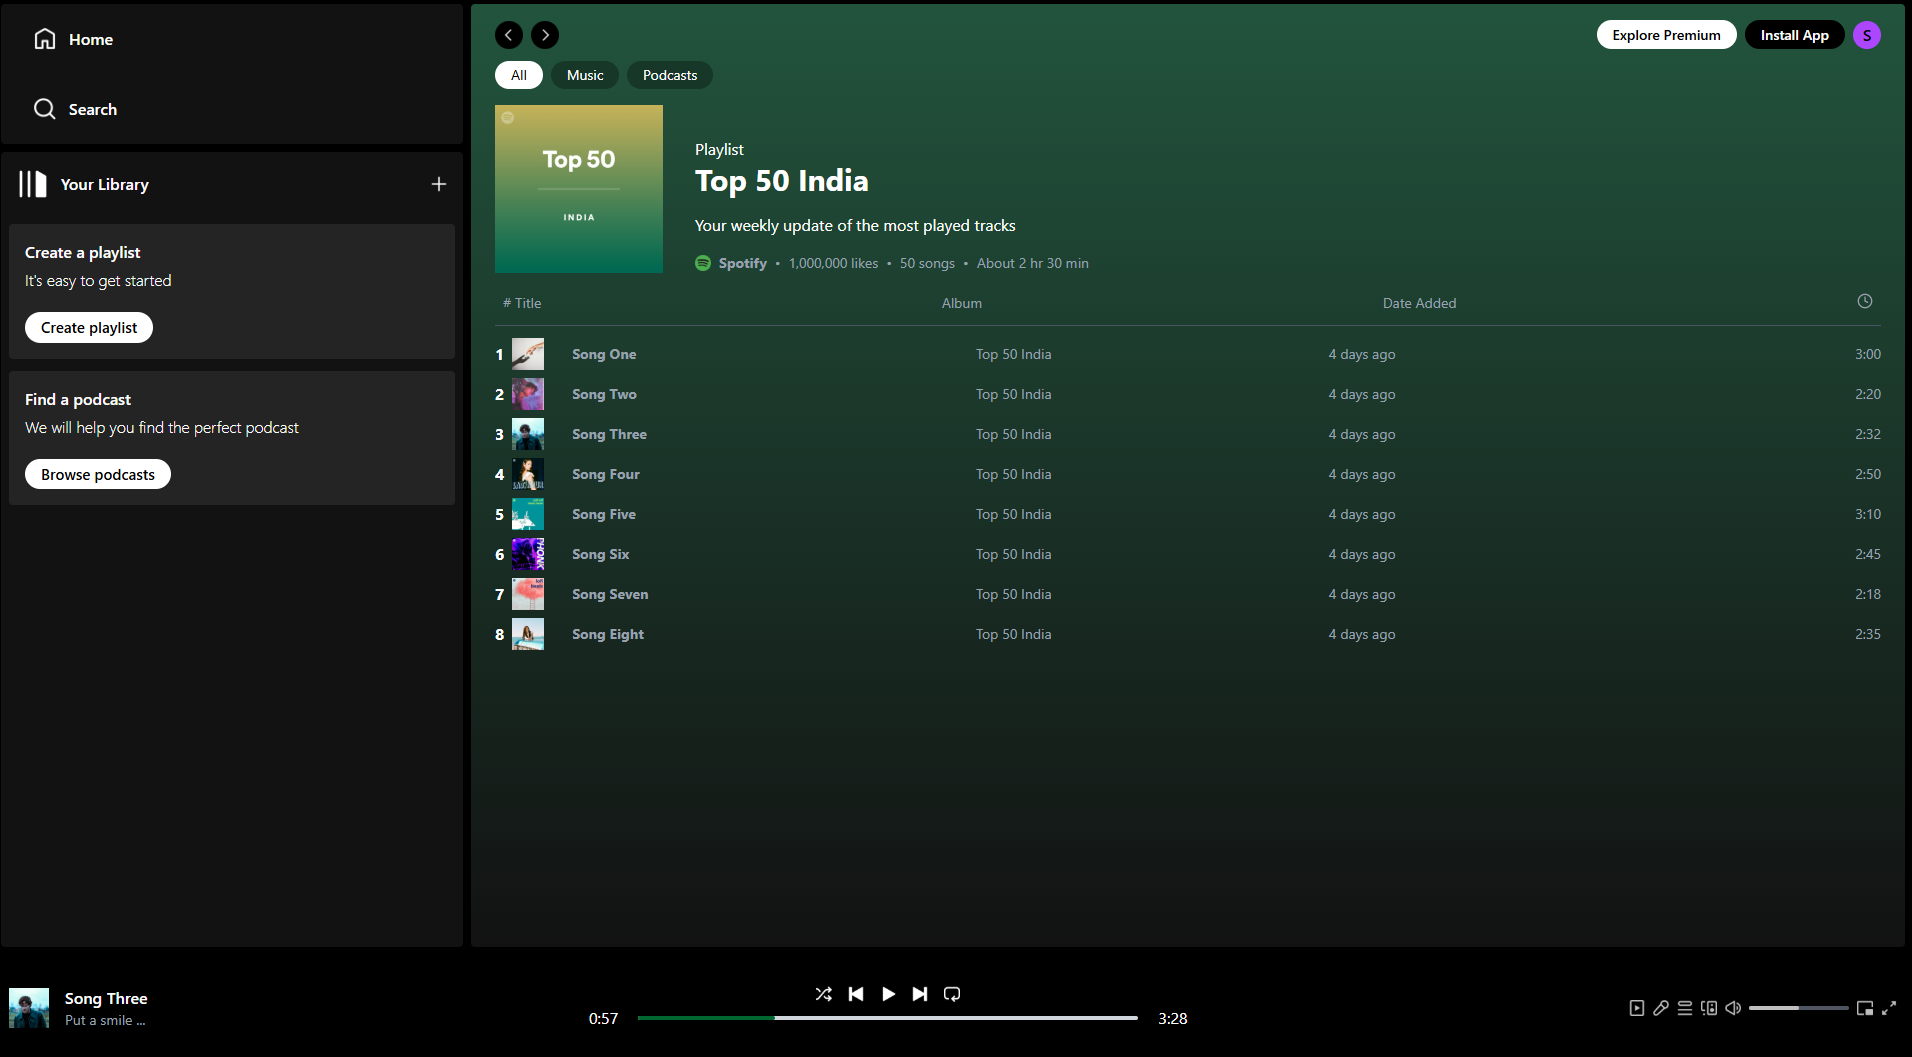 Home
Search
Your Library
Create a playlist
It's easy to get started
Create playlist
Find a podcast
We will help you find the perfect podcast
Browse podcasts
Explore Premium Install App S
All Music Podcasts
Top 50
INDIA
Playlist
Top 50 India
Your weekly update of the most played tracks
Spotify • 1,000,000 likes • 50 songs • About 2 hr 30 min
# Title Album Date Added
1 Song One Top 50 India 4 days ago 3:00
2 Song Two Top 50 India 4 days ago 2:20
3 Song Three Top 50 India 4 days ago 2:32
4 Song Four Top 50 India 4 days ago 2:50
5 Song Five Top 50 India 4 days ago 3:10
6 Song Six Top 50 India 4 days ago 2:45
7 Song Seven Top 50 India 4 days ago 2:18
8 Song Eight Top 50 India 4 days ago 2:35
Song Three
Put a smile ...
0:57 3:28